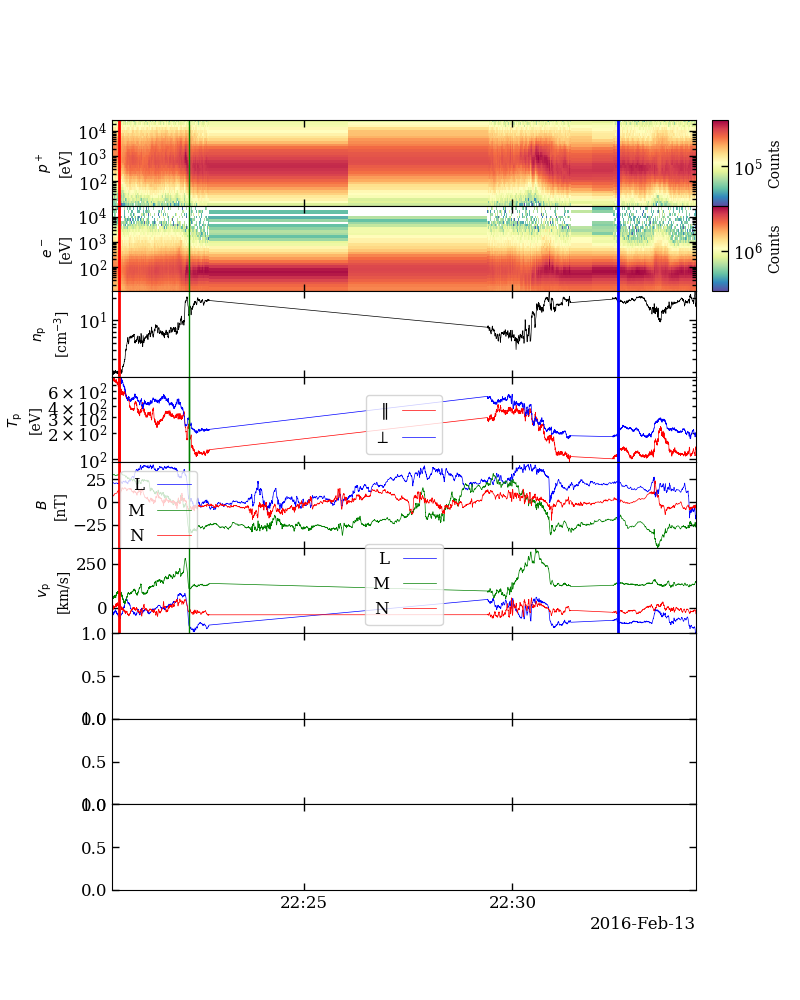 10⁴
10³
10²
p⁺
[eV]
10⁵
Counts
10⁴
10³
10²
e⁻
[eV]
10⁶
Counts
10¹
nₚ
[cm⁻³]
6 × 10²
4 × 10²
3 × 10²
2 × 10²
10²
Tₚ
[eV]
∥
⊥
25
0
−25
B
[nT]
L
M
N
250
0
vₚ
[km/s]
L
M
N
1.0
0.5
0.0
1.0
0.5
0.0
1.0
0.5
0.0
22:25
22:30
2016-Feb-13